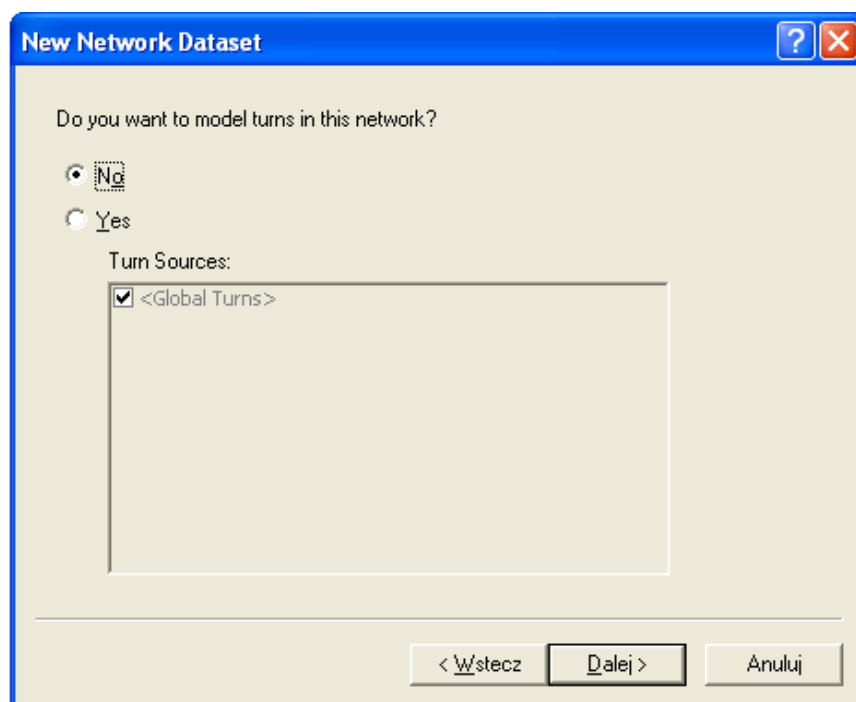 New Network Dataset
Do you want to model turns in this network?
No
Yes
Turn Sources:
<Global Turns>
< Wstecz Dalej > Anuluj